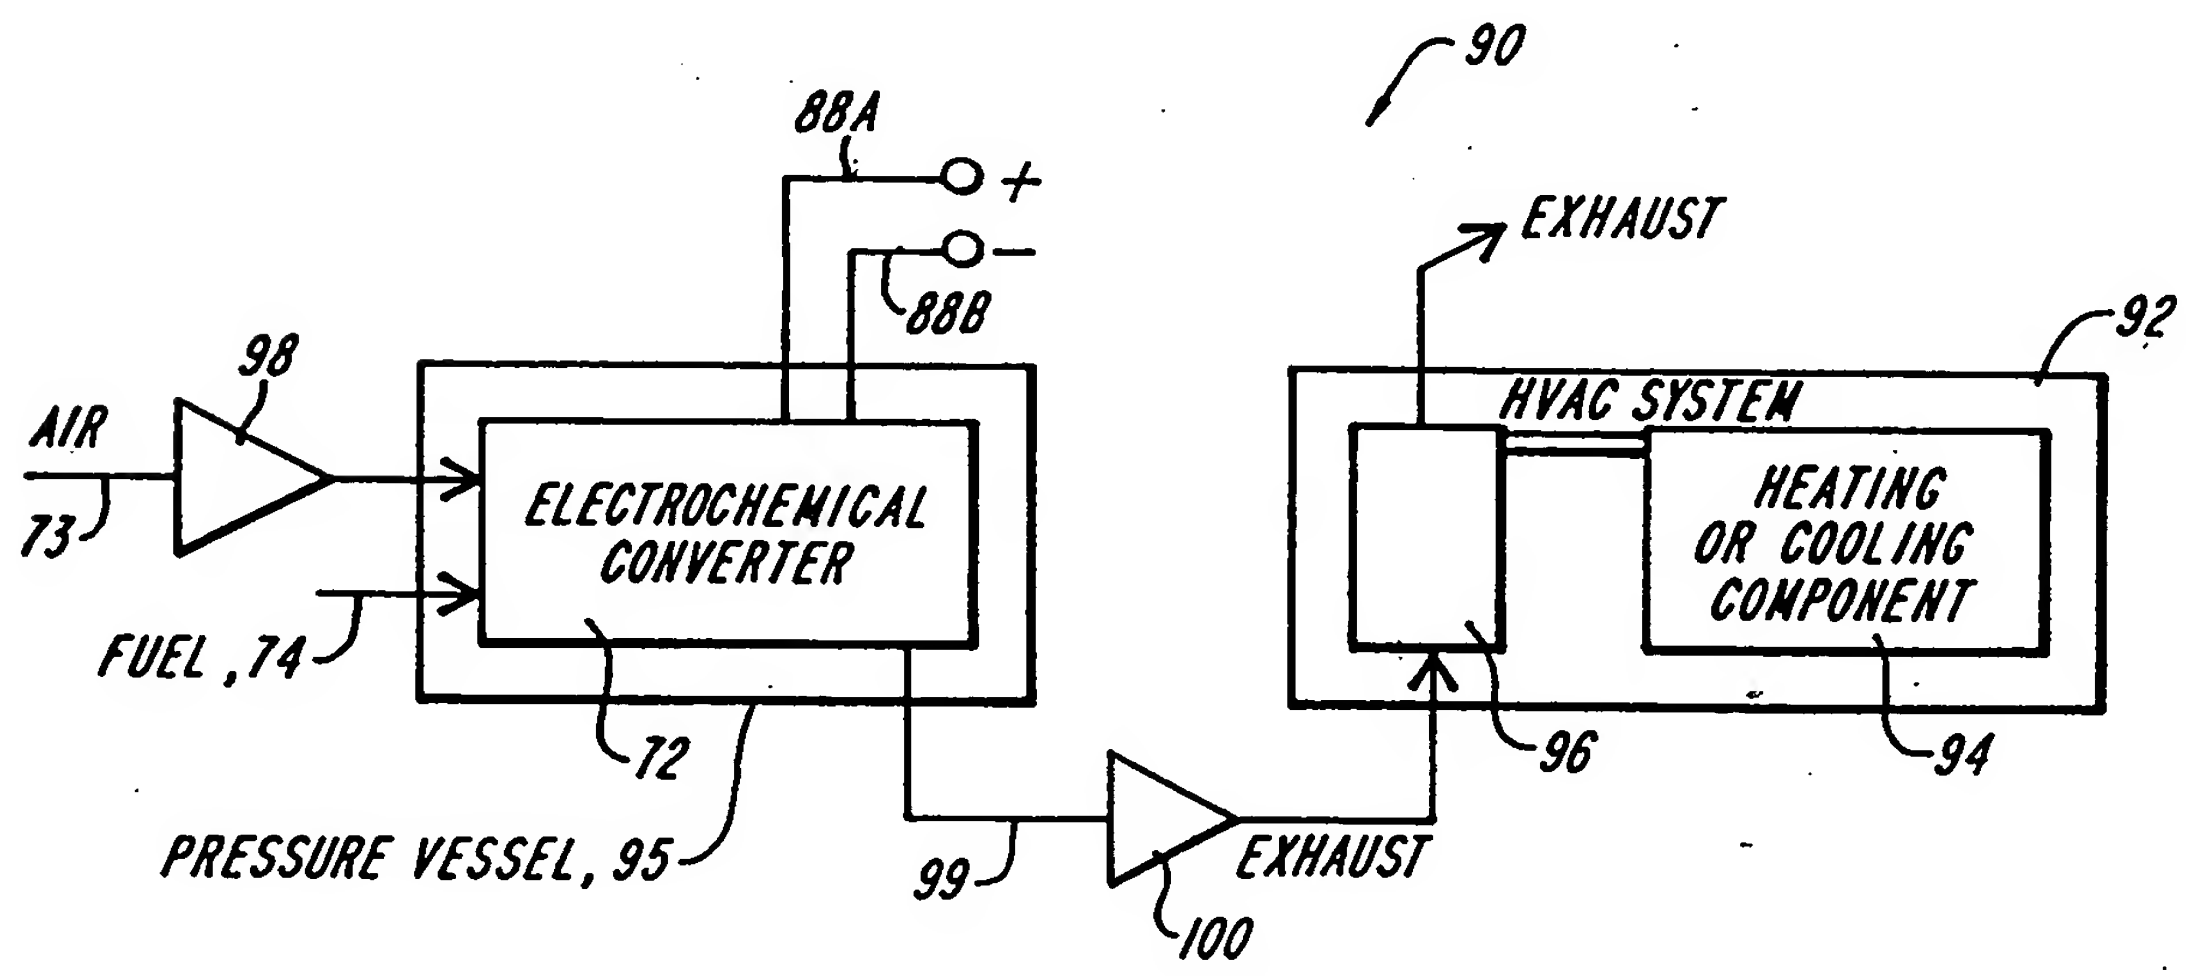 90
88A
+
EXHAUST
−
88B
92
98
HVAC SYSTEM
AIR
73
ELECTROCHEMICAL
CONVERTER
HEATING
OR COOLING
COMPONENT
FUEL, 74
72
96
94
PRESSURE VESSEL, 95
99
EXHAUST
100